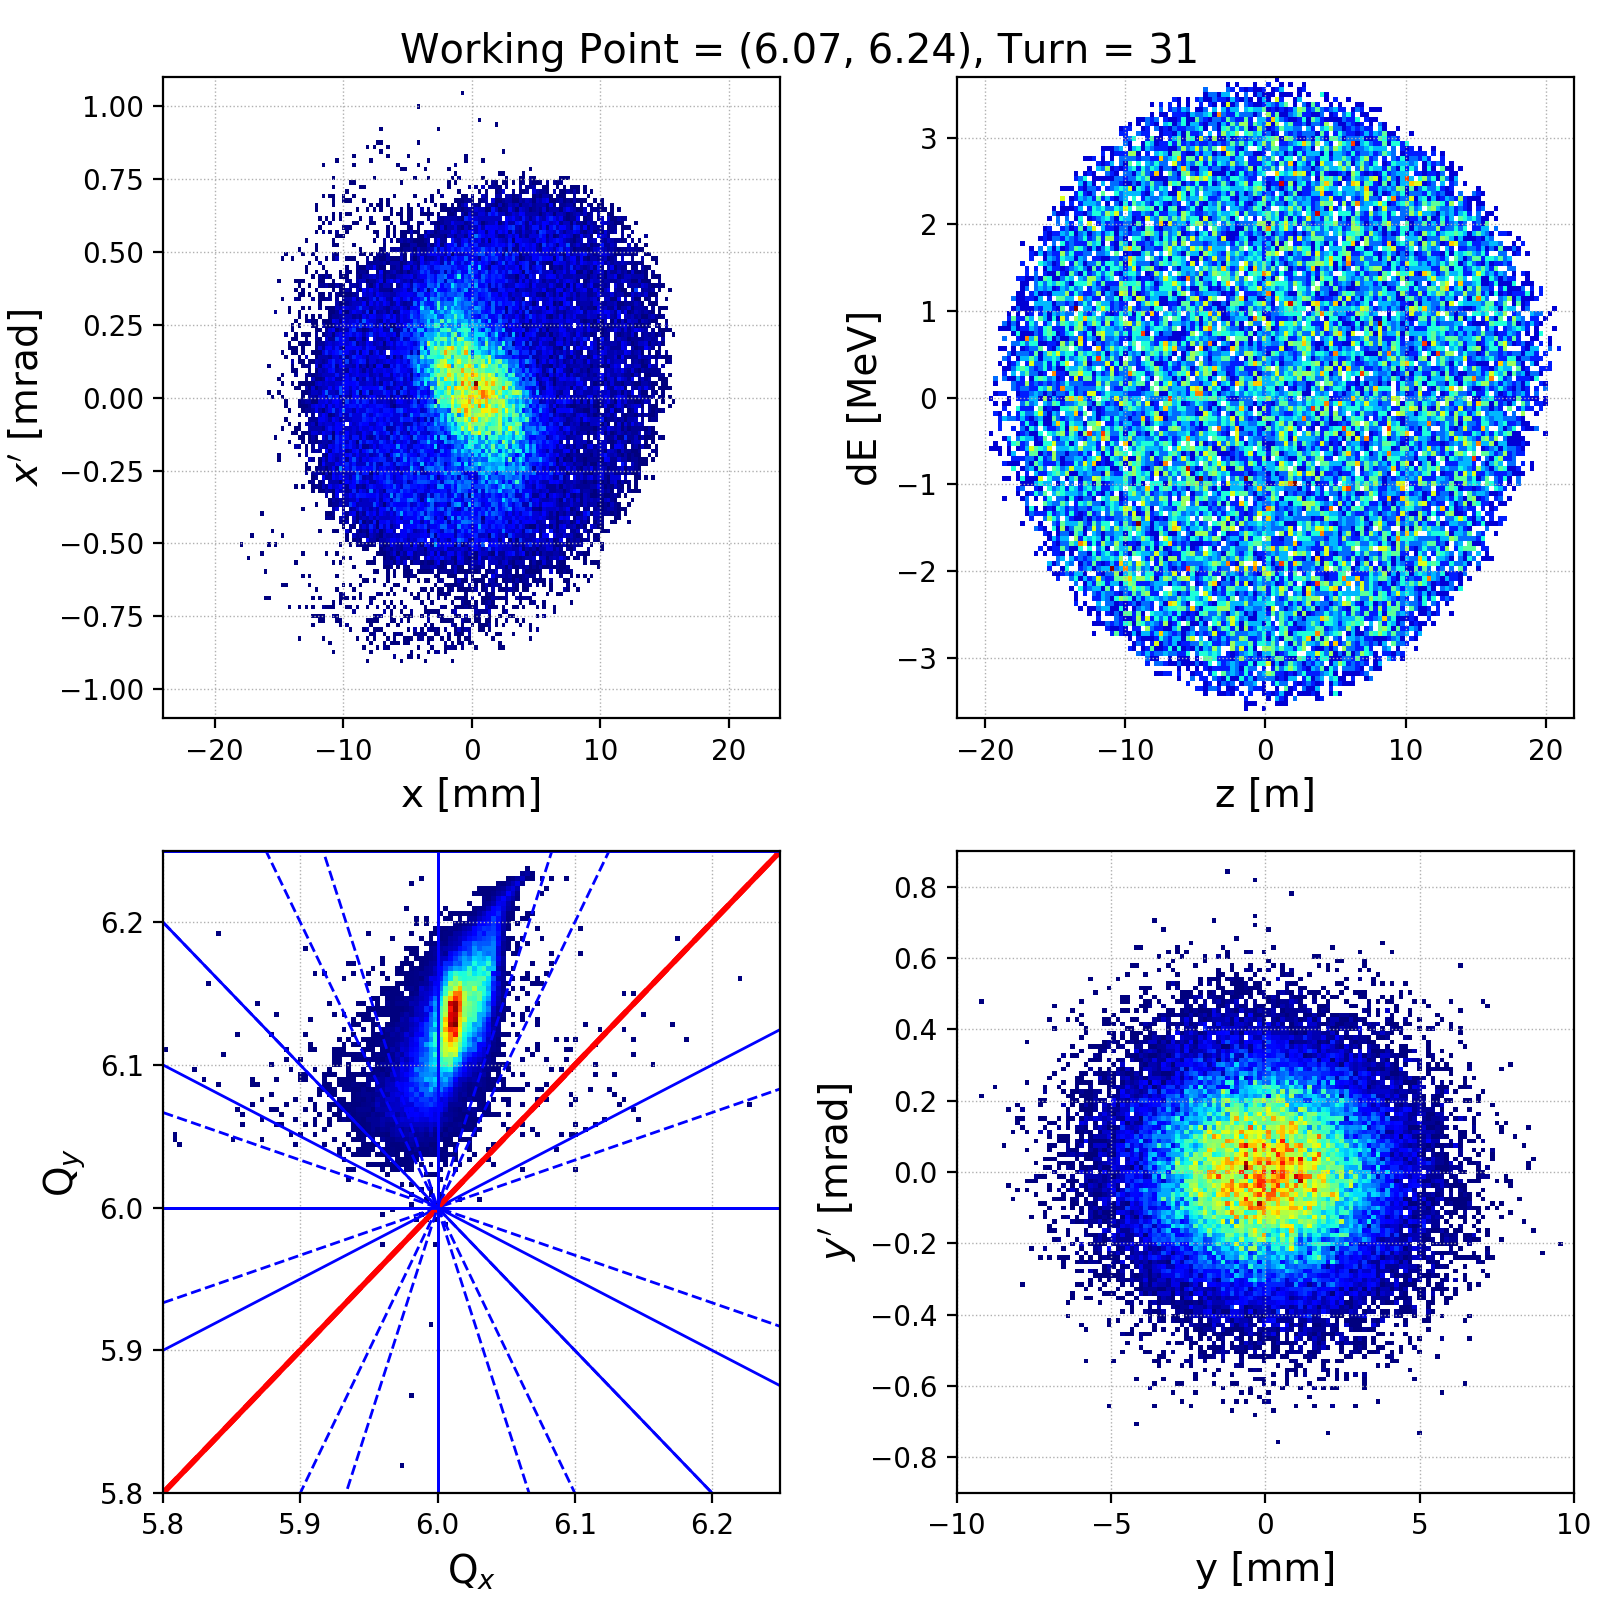 Working Point = (6.07, 6.24), Turn = 31
1.00
0.75
0.50
0.25
0.00
−0.25
−0.50
−0.75
−1.00
x′ [mrad]
−20 −10 0 10 20
x [mm]
3
2
1
0
−1
−2
−3
dE [MeV]
−20 −10 0 10 20
z [m]
6.2
6.1
6.0
5.9
5.8
Qy
5.8 5.9 6.0 6.1 6.2
Qx
0.8
0.6
0.4
0.2
0.0
−0.2
−0.4
−0.6
−0.8
y′ [mrad]
−10 −5 0 5 10
y [mm]